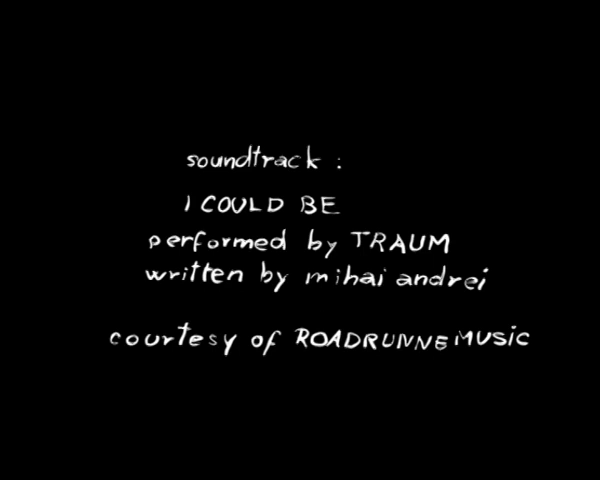 soundtrack :
I COULD BE
performed by TRAUM
written by mihai andrei
courtesy of ROADRUNNEMUSIC